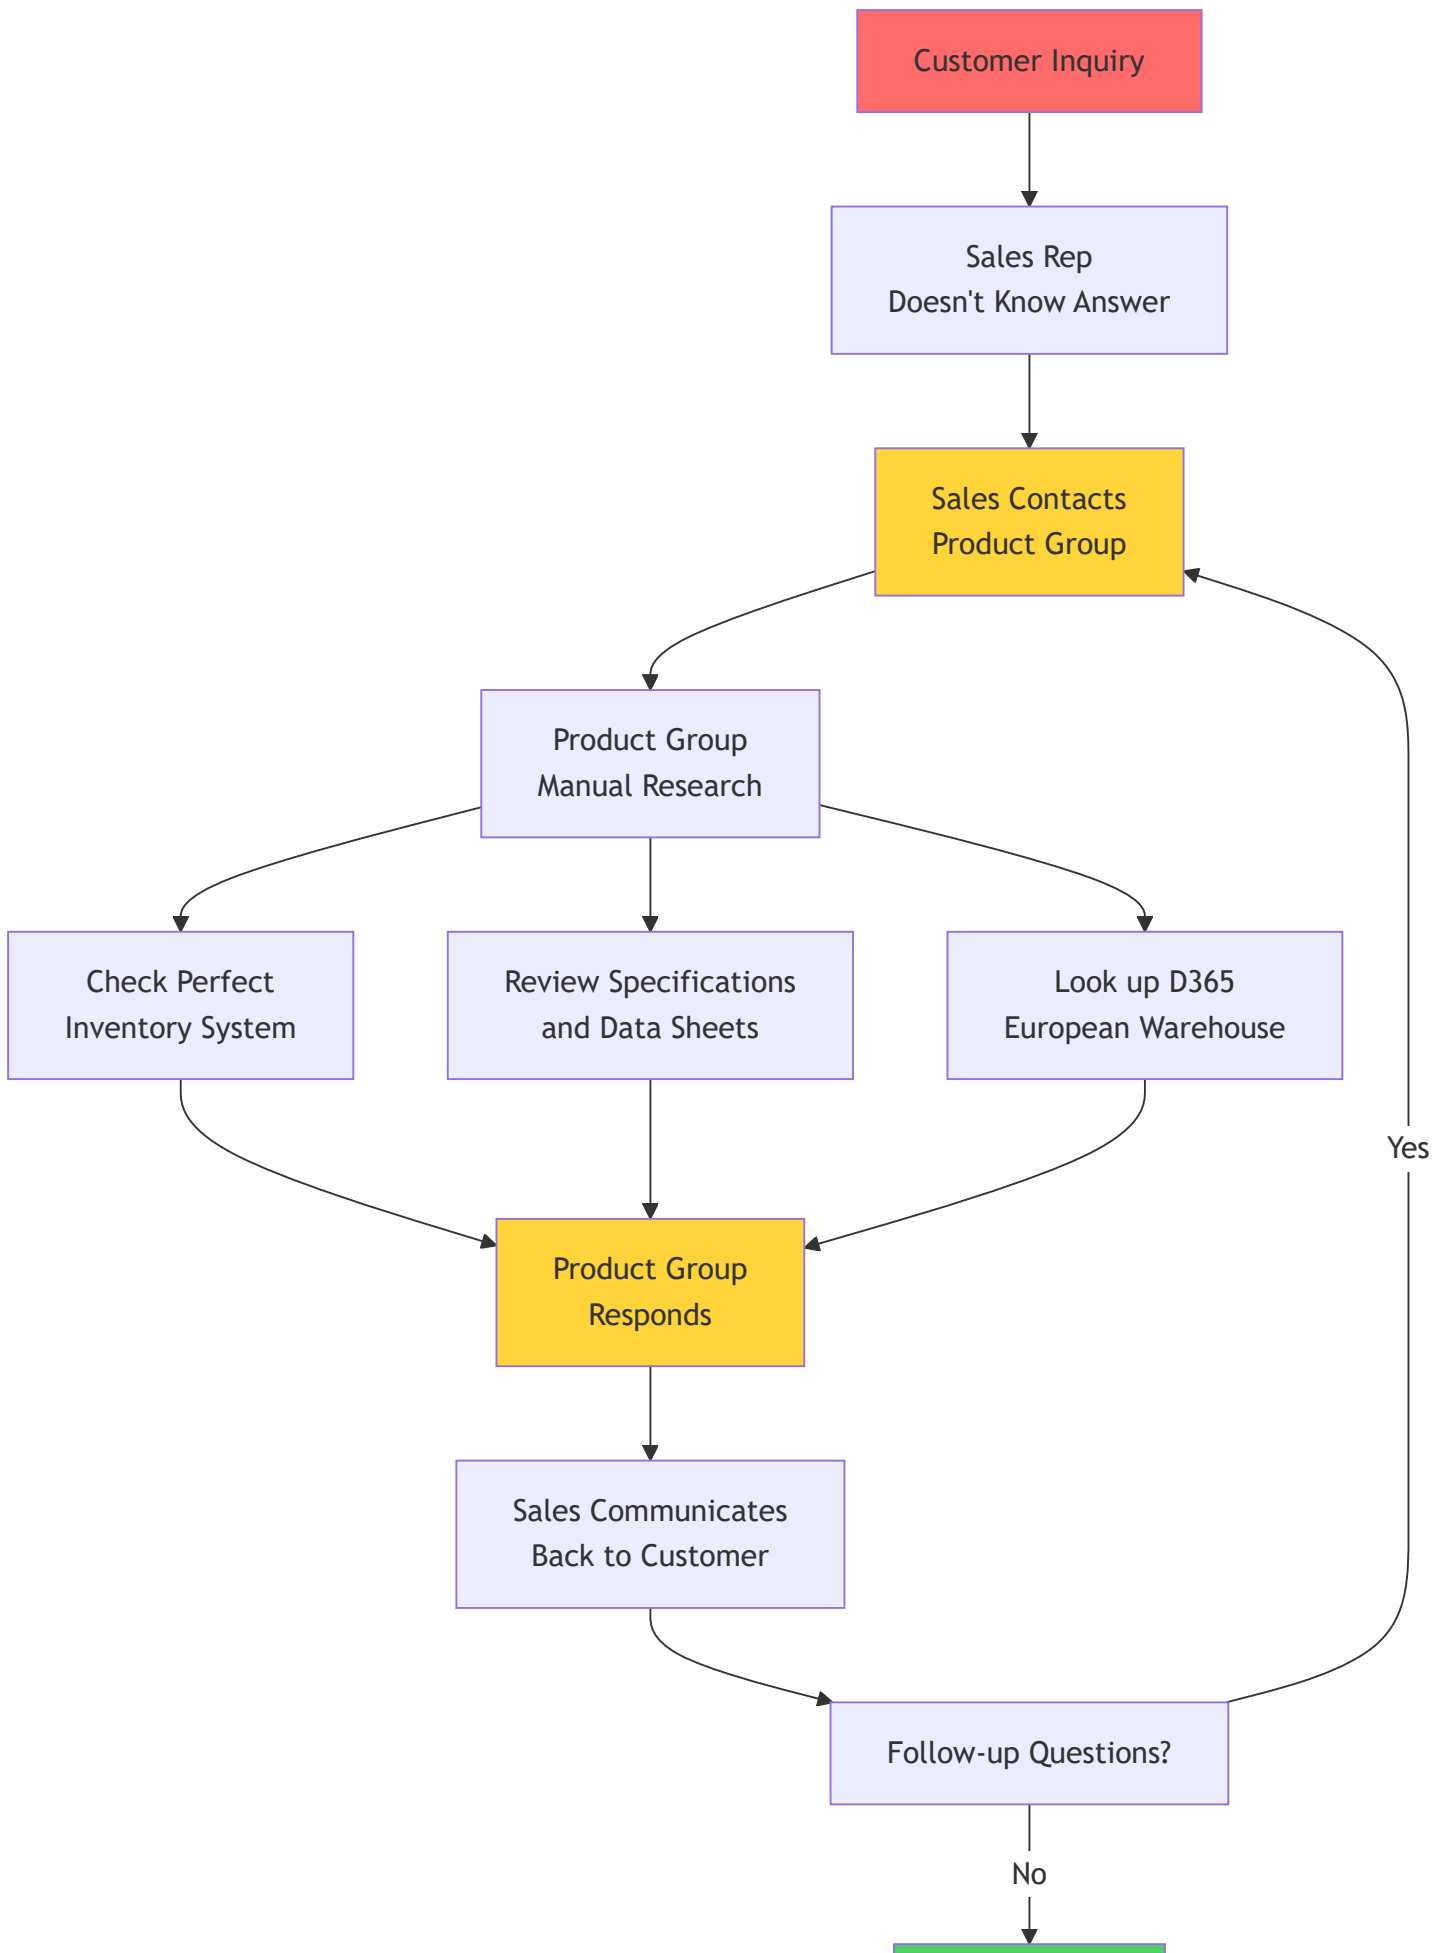 Customer Inquiry
Sales Rep
Doesn't Know Answer
Sales Contacts
Product Group
Product Group
Manual Research
Check Perfect
Inventory System
Review Specifications
and Data Sheets
Look up D365
European Warehouse
Yes
Product Group
Responds
Sales Communicates
Back to Customer
Follow-up Questions?
No